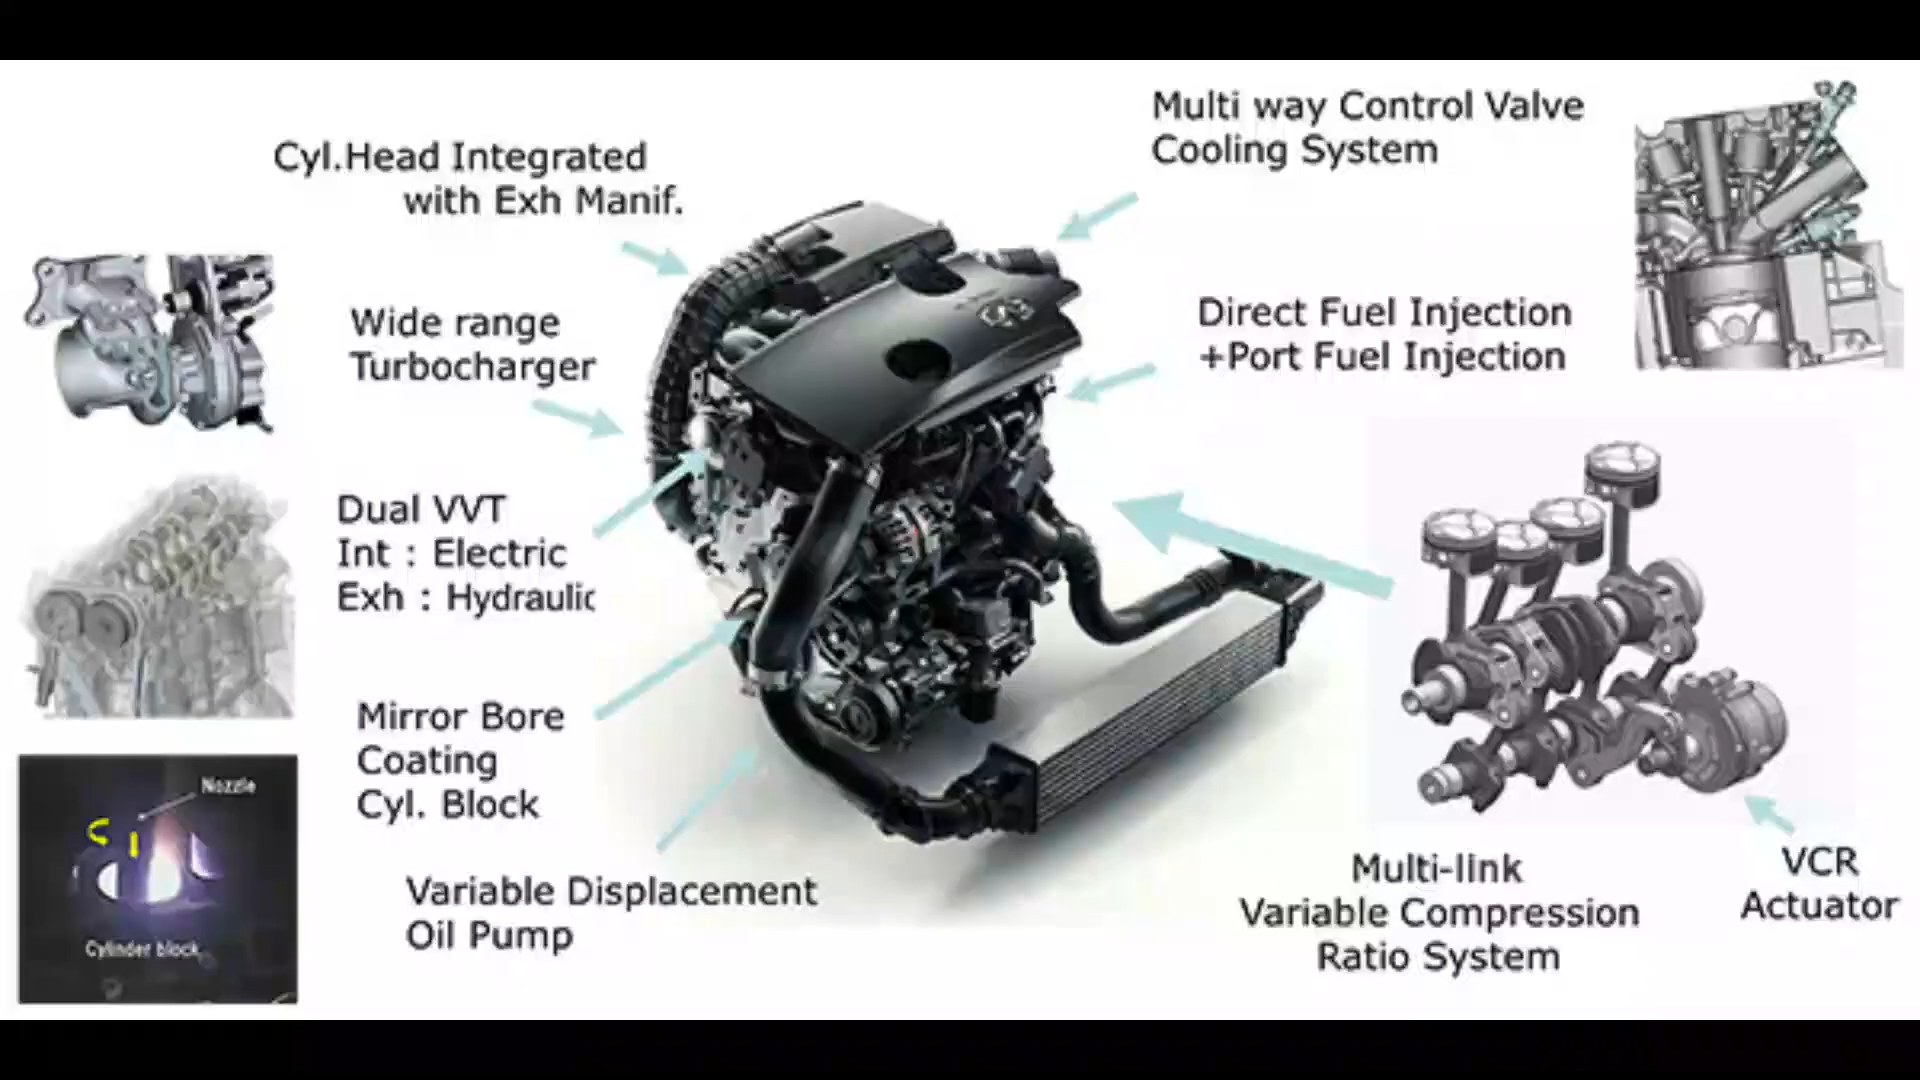 Cyl.Head Integrated
with Exh Manif.
Wide range
Turbocharger
Dual VVT
Int : Electric
Exh : Hydraulic
Mirror Bore
Coating
Cyl. Block
Variable Displacement
Oil Pump
Nozzle
Cylinder block
Multi way Control Valve
Cooling System
Direct Fuel Injection
+Port Fuel Injection
Multi-link
Variable Compression
Ratio System
VCR
Actuator